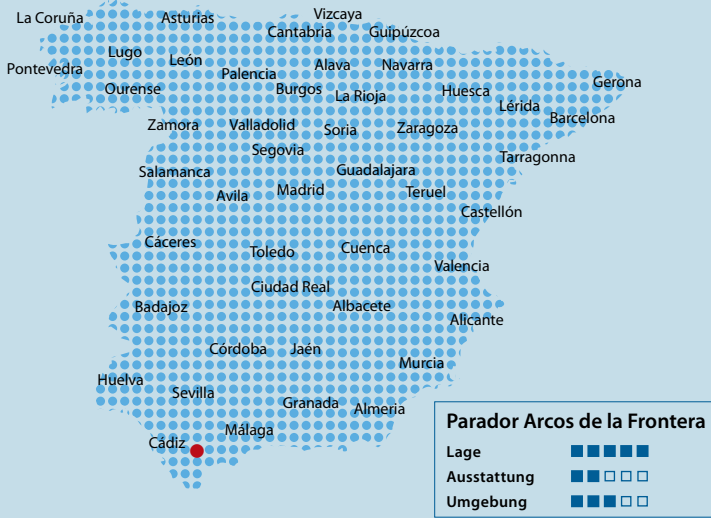 Vizcaya
La Coruña Asturias
Cantabria Guipúzcoa
Lugo León
Pontevedra Palencia Alava Navarra
Ourense Burgos La Rioja Huesca Gerona
Lérida
Zamora Valladolid Soria Zaragoza Barcelona
Segovia Tarragonna
Salamanca Guadalajara
Avila Madrid Teruel
Castellón
Cáceres Toledo Cuenca
Valencia
Ciudad Real
Badajoz Albacete
Alicante
Córdoba Jaén
Murcia
Huelva
Sevilla Granada Almeria
Málaga
Cádiz
Parador Arcos de la Frontera
Lage
Ausstattung
Umgebung